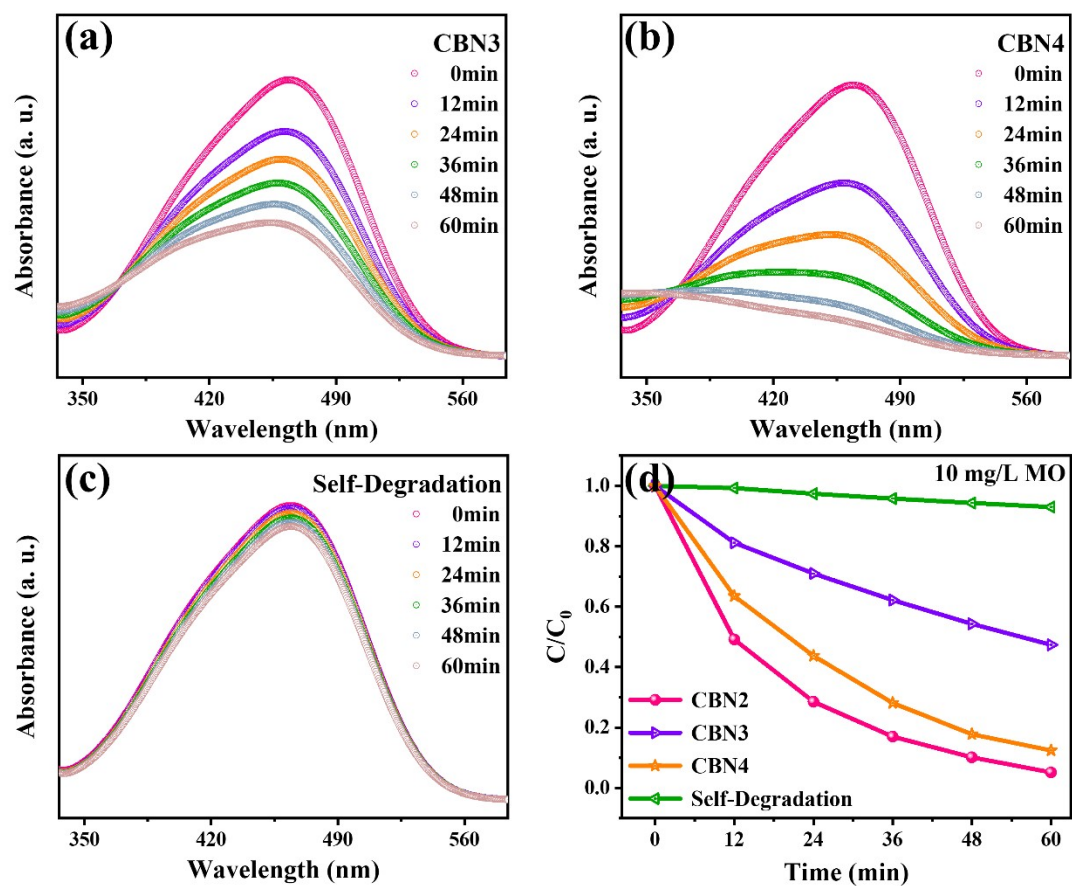 (a)
CBN3
0min
12min
24min
36min
48min
60min
Absorbance (a. u.)
350 420 490 560
Wavelength (nm)
(b)
CBN4
0min
12min
24min
36min
48min
60min
Absorbance (a. u.)
350 420 490 560
Wavelength (nm)
(c)
Self-Degradation
0min
12min
24min
36min
48min
60min
Absorbance (a. u.)
350 420 490 560
Wavelength (nm)
(d)
10 mg/L MO
1.0
0.8
0.6
0.4
0.2
0.0
C/C0
CBN2
CBN3
CBN4
Self-Degradation
0 12 24 36 48 60
Time (min)